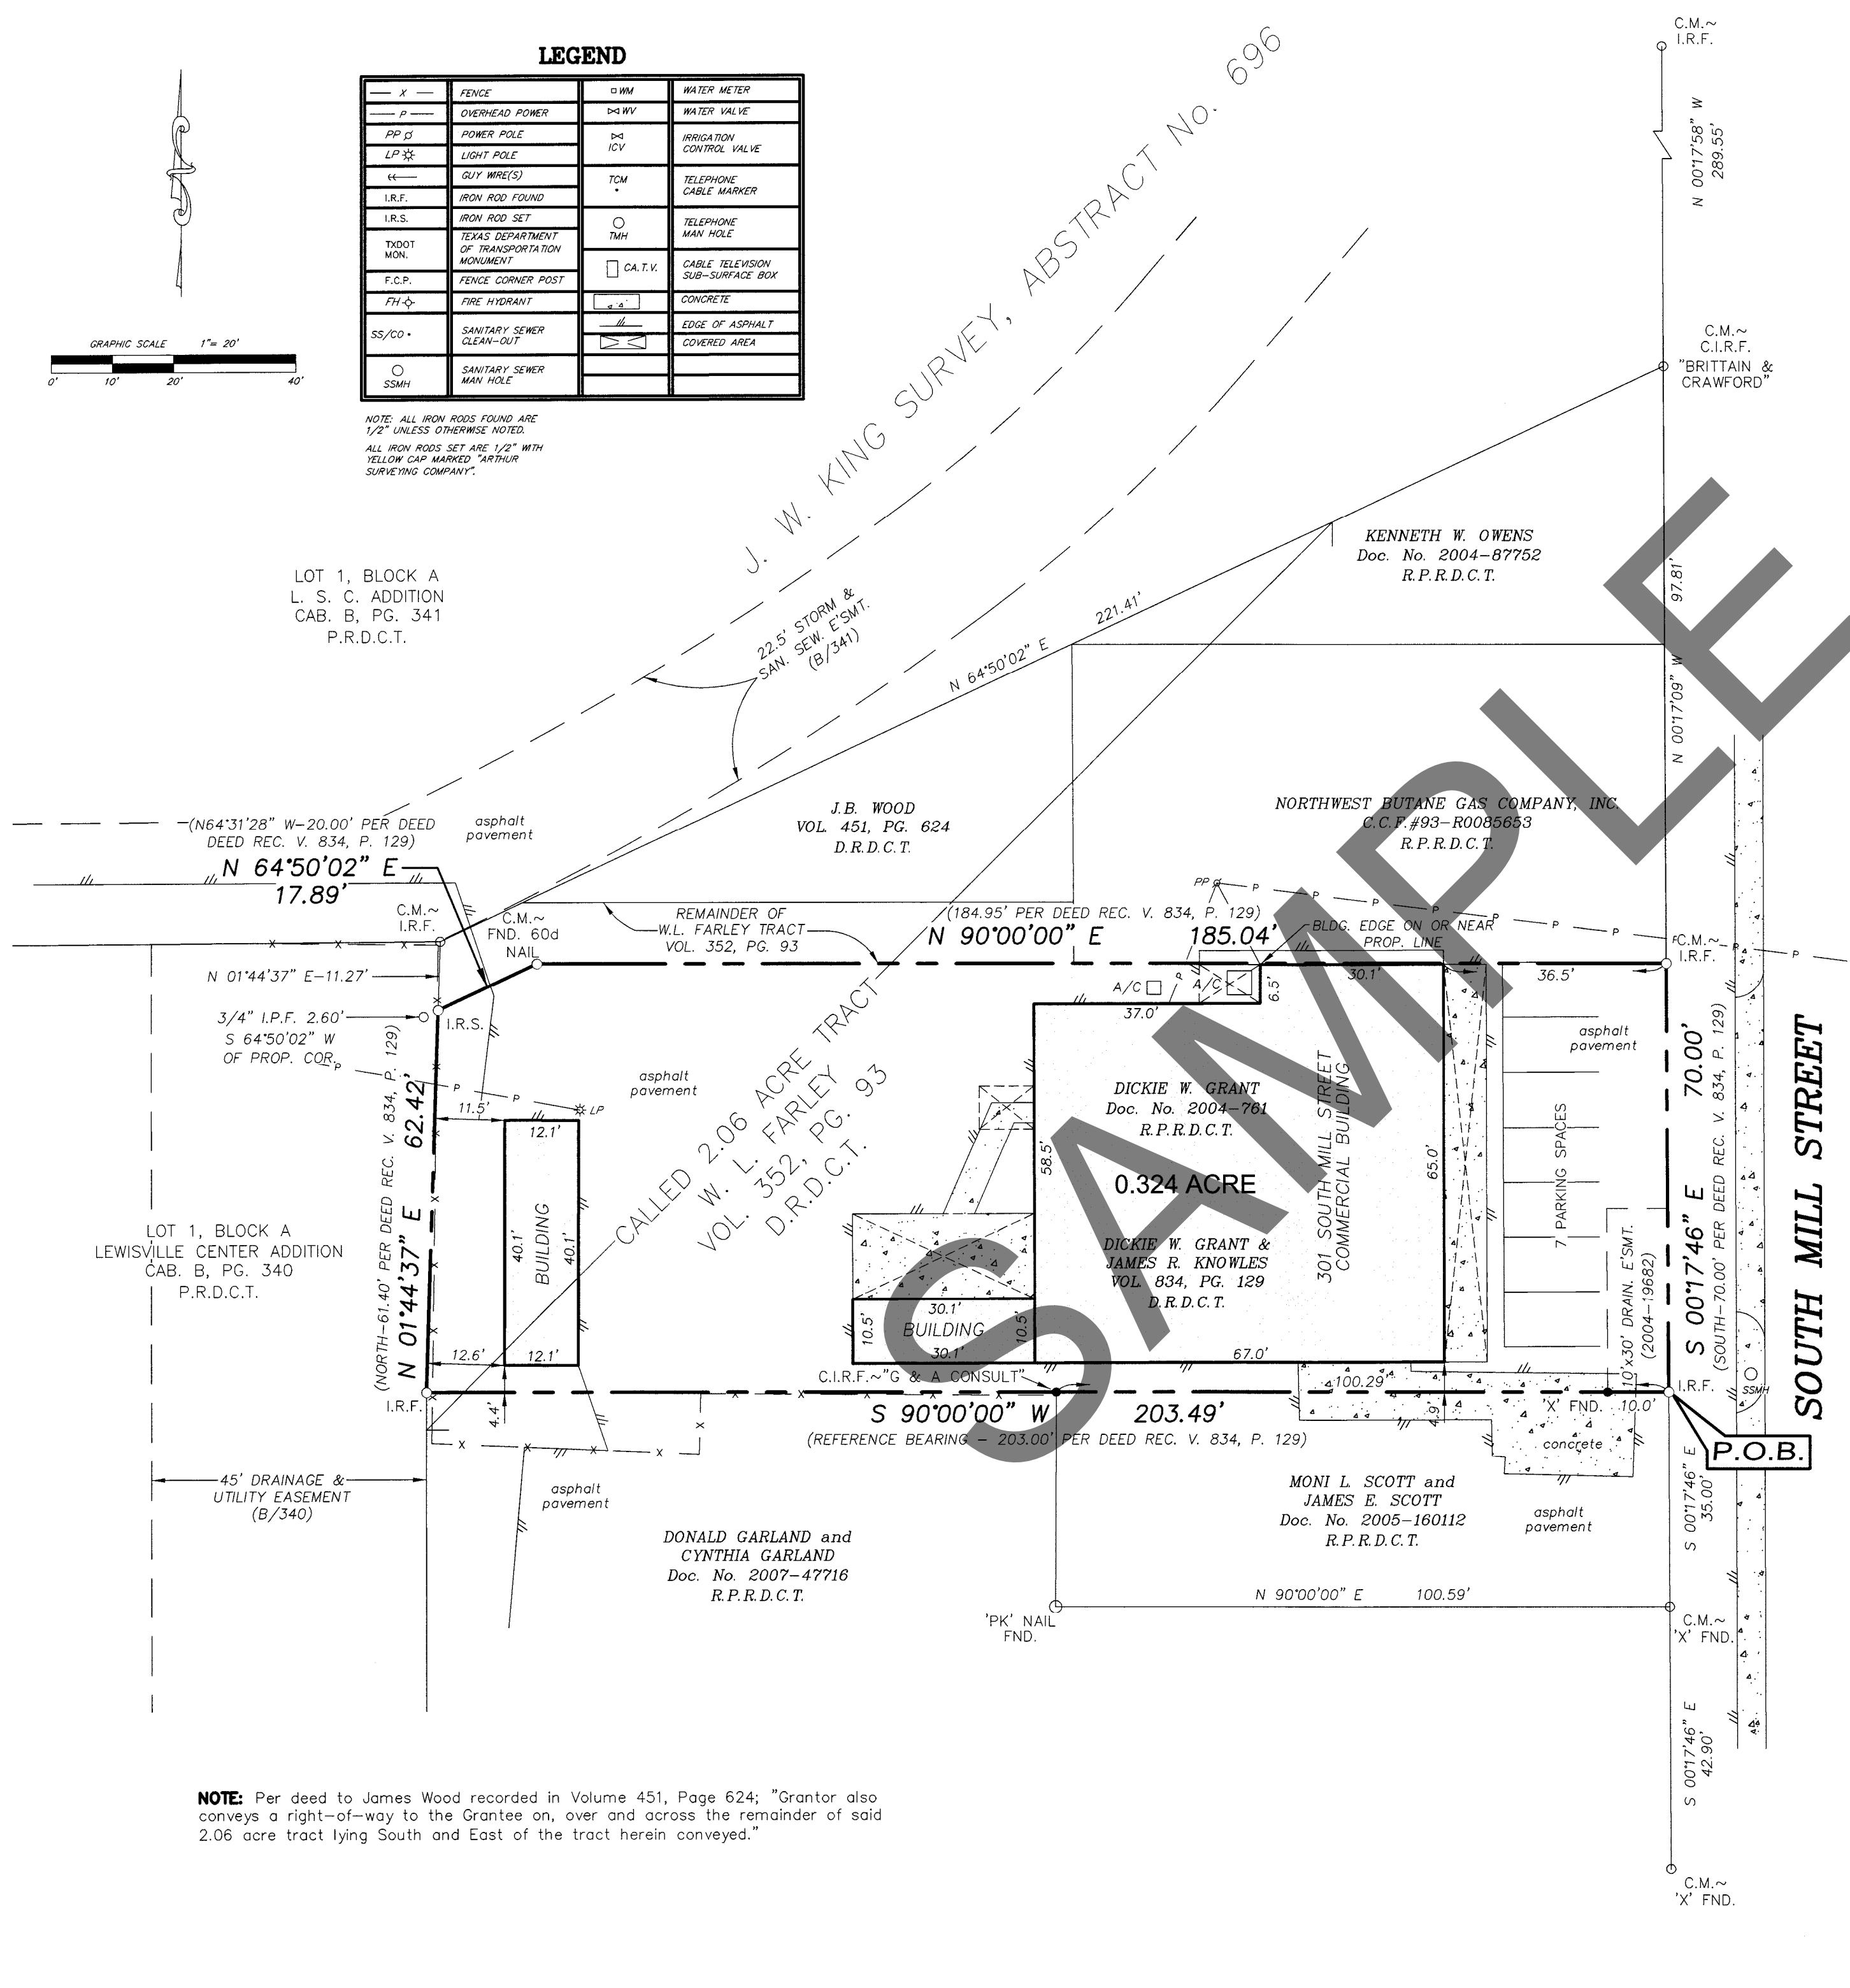 LEGEND
— X — FENCE
— P — OVERHEAD POWER
PP POWER POLE
LP LIGHT POLE
GUY WIRE(S)
I.R.F. IRON ROD FOUND
I.R.S. IRON ROD SET
TXDOT MON.
TEXAS DEPARTMENT
OF TRANSPORTATION
MONUMENT
F.C.P. FENCE CORNER POST
FH FIRE HYDRANT
SS/CO
SANITARY SEWER
CLEAN-OUT
SSMH
SANITARY SEWER
MAN HOLE
WM WATER METER
WV WATER VALVE
ICV
IRRIGATION
CONTROL VALVE
TCM
TELEPHONE
CABLE MARKER
TMH
TELEPHONE
MAN HOLE
CA.T.V.
CABLE TELEVISION
SUB-SURFACE BOX
CONCRETE
EDGE OF ASPHALT
COVERED AREA
NOTE: ALL IRON RODS FOUND ARE
1/2" UNLESS OTHERWISE NOTED.
ALL IRON RODS SET ARE 1/2" WITH
YELLOW CAP MARKED "ARTHUR
SURVEYING COMPANY".
GRAPHIC SCALE 1"= 20'
0' 10' 20' 40'
J. W. KING SURVEY, ABSTRACT No. 696
C.M.~
I.R.F.
N 00°17'58" W
289.55'
C.M.~
C.I.R.F.
"BRITTAIN &
CRAWFORD"
KENNETH W. OWENS
Doc. No. 2004-87752
R.P.R.D.C.T.
97.81'
N 00°17'09" W
LOT 1, BLOCK A
L. S. C. ADDITION
CAB. B, PG. 341
P.R.D.C.T.
22.5' STORM &
SAN. SEW. E'SMT.
(B/341)
N 64°50'02" E
221.41'
J.B. WOOD
VOL. 451, PG. 624
D.R.D.C.T.
NORTHWEST BUTANE GAS COMPANY, INC.
C.C.F.#93-R0085653
R.P.R.D.C.T.
(N64°31'28" W-20.00' PER DEED
DEED REC. V. 834, P. 129)
N 64°50'02" E
17.89'
asphalt
pavement
C.M.~
I.R.F.
C.M.~
FND. 60d
NAIL
REMAINDER OF
W.L. FARLEY TRACT
VOL. 352, PG. 93
(184.95' PER DEED REC. V. 834, P. 129)
N 90°00'00" E 185.04'
PP
P P P P P P
BLDG. EDGE ON OR NEAR
PROP. LINE
C.M.~
I.R.F.
N 01°44'37" E-11.27'
3/4" I.P.F. 2.60'
S 64°50'02" W
OF PROP. COR.
I.R.S.
P P
LP
A/C
A/C
37.0'
6.5'
30.1'
36.5'
(NORTH-61.40' PER DEED REC. V. 834, P. 129)
N 01°44'37" E 62.42'
11.5'
12.1'
40.1'
BUILDING
40.1'
12.6'
12.1'
4.4'
asphalt
pavement
CALLED 2.06 ACRE TRACT
W. L. FARLEY
VOL. 352, PG. 93
D.R.D.C.T.
58.5'
DICKIE W. GRANT
Doc. No. 2004-761
R.P.R.D.C.T.
0.324 ACRE
DICKIE W. GRANT &
JAMES R. KNOWLES
VOL. 834, PG. 129
D.R.D.C.T.
301 SOUTH MILL STREET
COMMERCIAL BUILDING
65.0'
7 PARKING SPACES
asphalt
pavement
10'x30' DRAIN. E'SMT.
(2004-19682)
S 00°17'46" E 70.00'
(SOUTH-70.00' PER DEED REC. V. 834, P. 129)
SOUTH MILL STREET
LOT 1, BLOCK A
LEWISVILLE CENTER ADDITION
CAB. B, PG. 340
P.R.D.C.T.
30.1'
10.5'
BUILDING
10.5'
30.1'
67.0'
C.I.R.F.~"G & A CONSULT"
100.29'
I.R.F.
S 90°00'00" W 203.49'
(REFERENCE BEARING - 203.00' PER DEED REC. V. 834, P. 129)
4.9'
'X' FND.
10.0'
I.R.F.
SSMH
P.O.B.
concrete
45' DRAINAGE &
UTILITY EASEMENT
(B/340)
asphalt
pavement
DONALD GARLAND and
CYNTHIA GARLAND
Doc. No. 2007-47716
R.P.R.D.C.T.
MONI L. SCOTT and
JAMES E. SCOTT
Doc. No. 2005-160112
R.P.R.D.C.T.
asphalt
pavement
S 00°17'46" E
35.00'
N 90°00'00" E 100.59'
'PK' NAIL
FND.
C.M.~
'X' FND.
S 00°17'46" E
42.90'
C.M.~
'X' FND.
NOTE: Per deed to James Wood recorded in Volume 451, Page 624; "Grantor also
conveys a right-of-way to the Grantee on, over and across the remainder of said
2.06 acre tract lying South and East of the tract herein conveyed."
SAMPLE